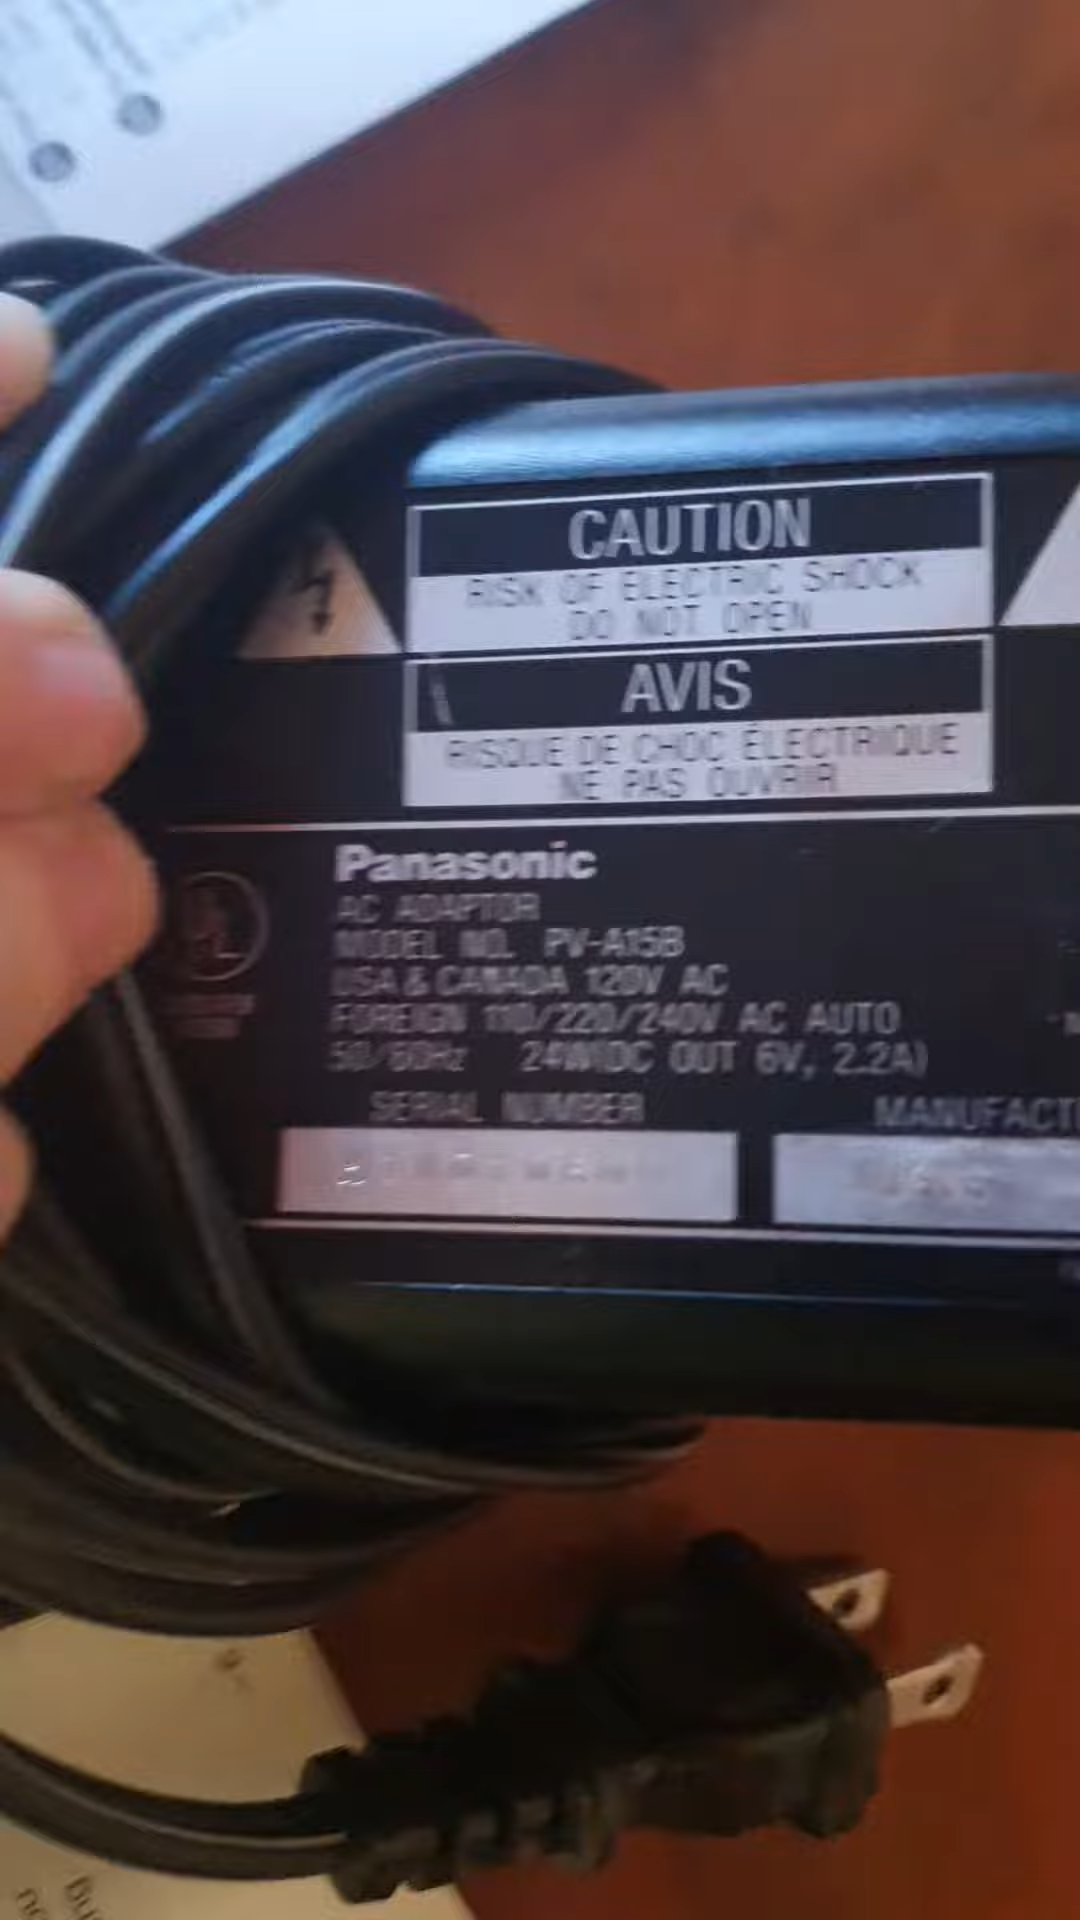 CAUTION
RISK OF ELECTRIC SHOCK
DO NOT OPEN
AVIS
RISQUE DE CHOC ÉLECTRIQUE
NE PAS OUVRIR
Panasonic
AC ADAPTOR
MODEL NO. PV-A15B
USA & CANADA 120V AC
FOREIGN 110/220/240V AC AUTO
50/60Hz 24W(DC OUT 6V, 2.2A)
SERIAL NUMBER
UL